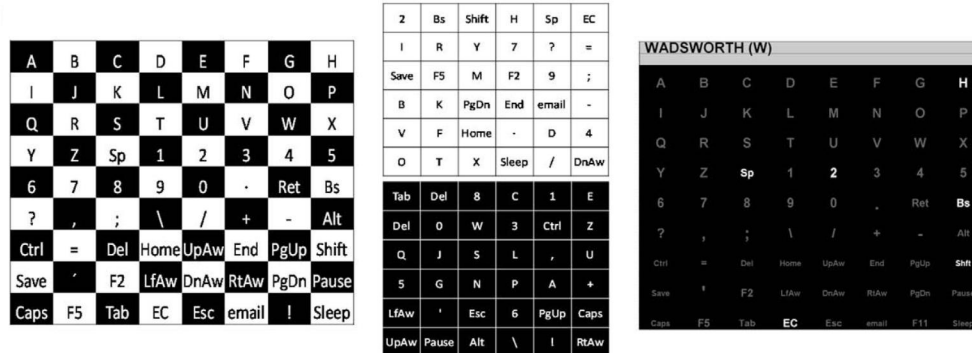 A B C D E F G H
I J K L M N O P
Q R S T U V W X
Y Z Sp 1 2 3 4 5
6 7 8 9 0 . Ret Bs
? , ; \ / + - Alt
Ctrl = Del Home UpAw End PgUp Shift
Save ' F2 LfAw DnAw RtAw PgDn Pause
Caps F5 Tab EC Esc email ! Sleep
2 Bs Shift H Sp EC
I R Y 7 ? =
Save F5 M F2 9 ;
B K PgDn End email -
V F Home . D 4
O T X Sleep / DnAw
Tab Del 8 C 1 E
Del 0 W 3 Ctrl Z
Q J S L , U
5 G N P A +
LfAw ' Esc 6 PgUp Caps
UpAw Pause Alt \ ! RtAw
WADSWORTH (W)
A B C D E F G H
I J K L M N O P
Q R S T U V W X
Y Z Sp 1 2 3 4 5
6 7 8 9 0 . Ret Bs
? , ; \ / + - Alt
Ctrl = Del Home UpAw End PgUp Shft
Save ' F2 LfAw DnAw RtAw PgDn Pause
Caps F5 Tab EC Esc email F11 Sleep